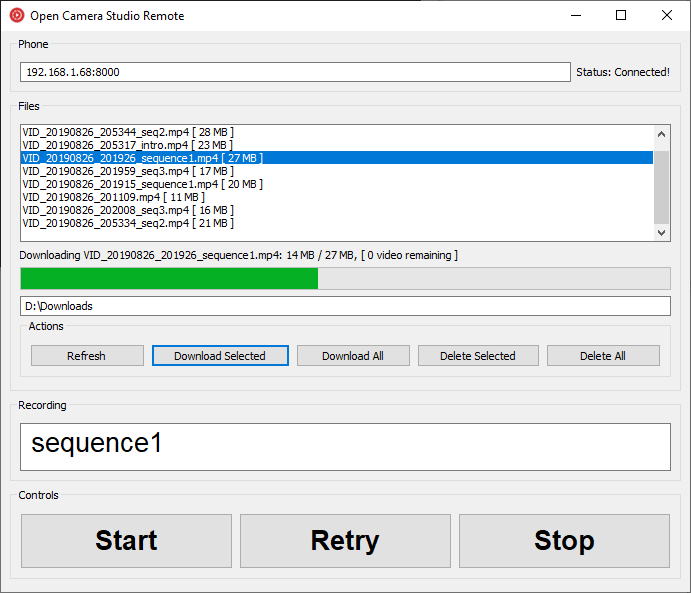 Open Camera Studio Remote
Phone
192.168.1.68:8000 Status: Connected!
Files
VID_20190826_205344_seq2.mp4 [ 28 MB ]
VID_20190826_205317_intro.mp4 [ 23 MB ]
VID_20190826_201926_sequence1.mp4 [ 27 MB ]
VID_20190826_201959_seq3.mp4 [ 17 MB ]
VID_20190826_201915_sequence1.mp4 [ 20 MB ]
VID_20190826_201109.mp4 [ 11 MB ]
VID_20190826_202008_seq3.mp4 [ 16 MB ]
VID_20190826_205334_seq2.mp4 [ 21 MB ]
Downloading VID_20190826_201926_sequence1.mp4: 14 MB / 27 MB, [ 0 video remaining ]
D:\Downloads
Actions
Refresh Download Selected Download All Delete Selected Delete All
Recording
sequence1
Controls
Start Retry Stop